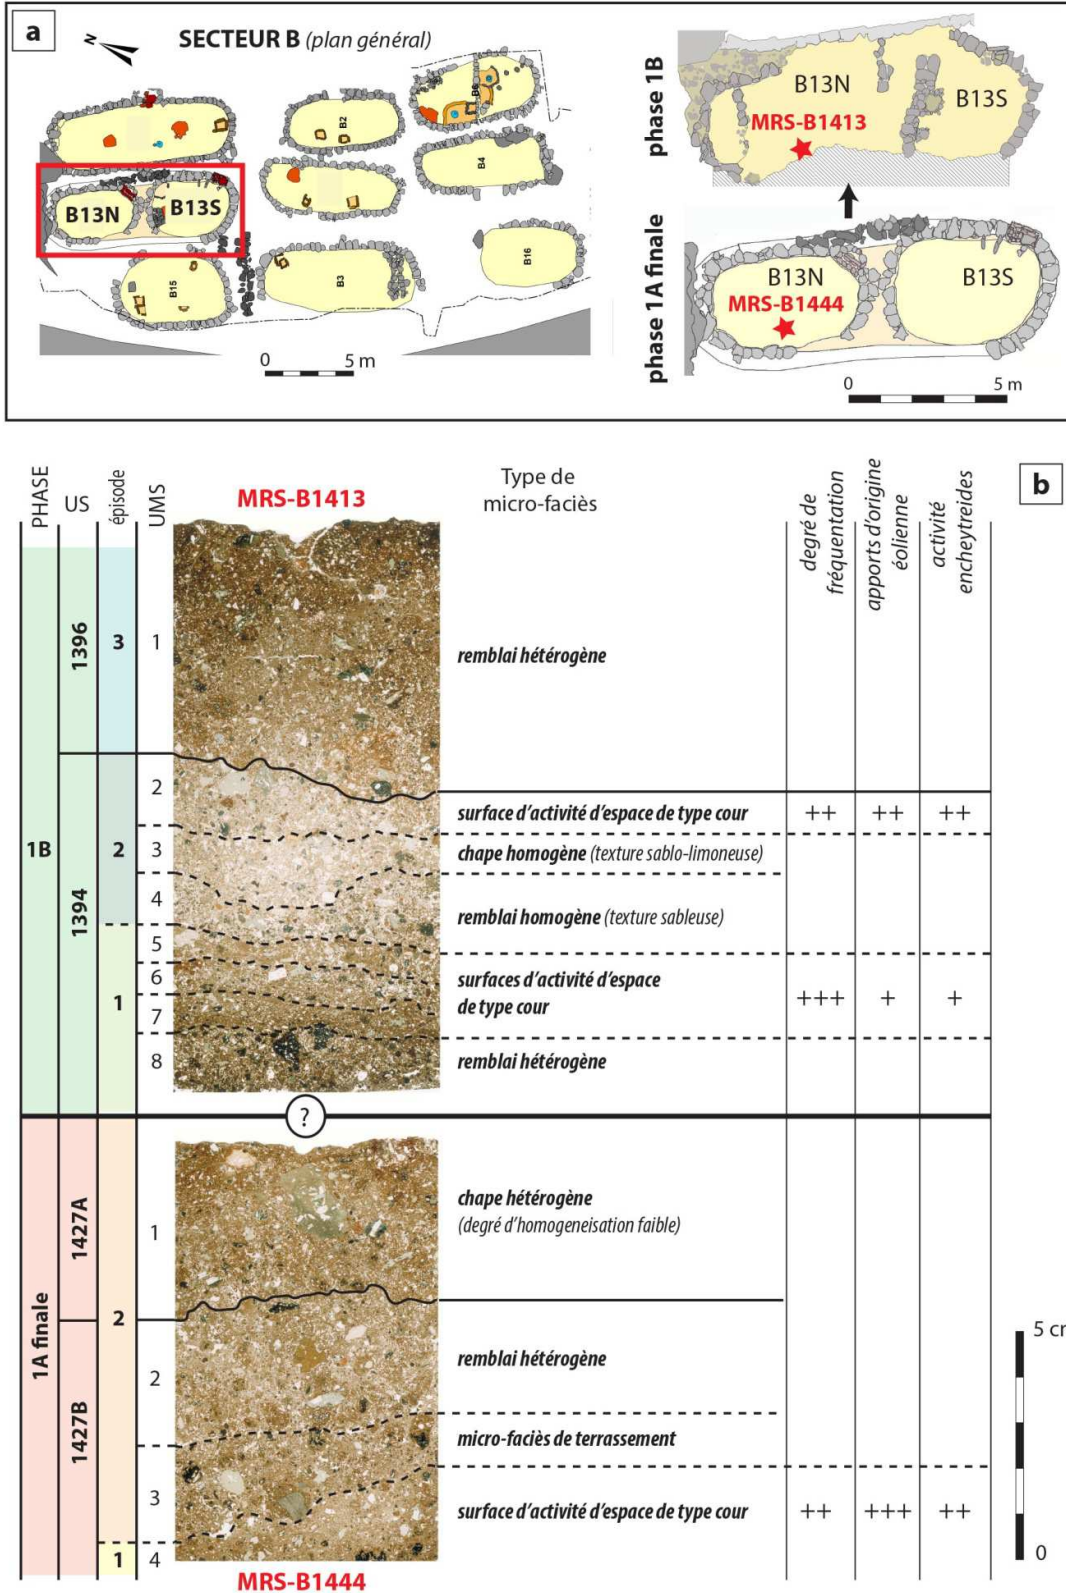 a
N
SECTEUR B (plan général)
B2
B6
B4
B13N
B13S
B15
B3
B16
0 5 m
phase 1B
B13N
B13S
MRS-B1413
phase 1A finale
B13N
B13S
MRS-B1444
0 5 m
b
PHASE
US
épisode
UMS
MRS-B1413
Type de
micro-faciès
degré de
fréquentation
apports d'origine
éolienne
activité
encheytreides
1B
1396
3
1
remblai hétérogène
1394
2
2
surface d'activité d'espace de type cour
++
++
++
3
chape homogène (texture sablo-limoneuse)
4
remblai homogène (texture sableuse)
1
5
6
surfaces d'activité d'espace
de type cour
+++
+
+
7
8
remblai hétérogène
?
1A finale
1427A
2
1
chape hétérogène
(degré d'homogeneisation faible)
1427B
2
remblai hétérogène
micro-faciès de terrassement
3
surface d'activité d'espace de type cour
++
+++
++
1
4
MRS-B1444
5 cm
0